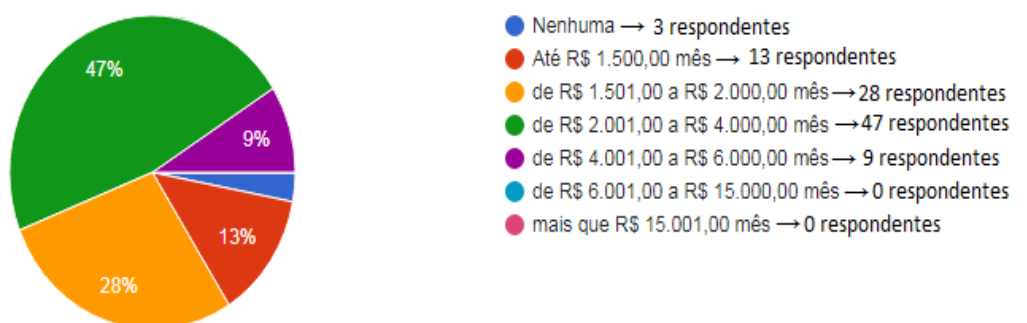 47%
9%
13%
28%
Nenhuma → 3 respondentes
Até R$ 1.500,00 mês → 13 respondentes
de R$ 1.501,00 a R$ 2.000,00 mês → 28 respondentes
de R$ 2.001,00 a R$ 4.000,00 mês → 47 respondentes
de R$ 4.001,00 a R$ 6.000,00 mês → 9 respondentes
de R$ 6.001,00 a R$ 15.000,00 mês → 0 respondentes
mais que R$ 15.001,00 mês → 0 respondentes